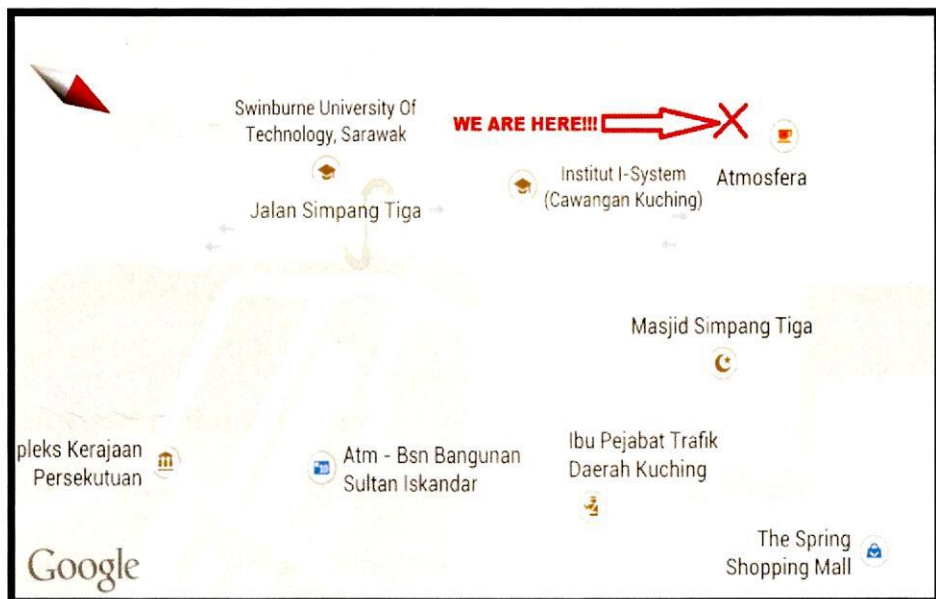 Swinburne University Of
Technology, Sarawak
WE ARE HERE!!!
Institut I-System
(Cawangan Kuching)
Atmosfera
Jalan Simpang Tiga
Masjid Simpang Tiga
pleks Kerajaan
Persekutuan
Atm - Bsn Bangunan
Sultan Iskandar
Ibu Pejabat Trafik
Daerah Kuching
The Spring
Shopping Mall
Google